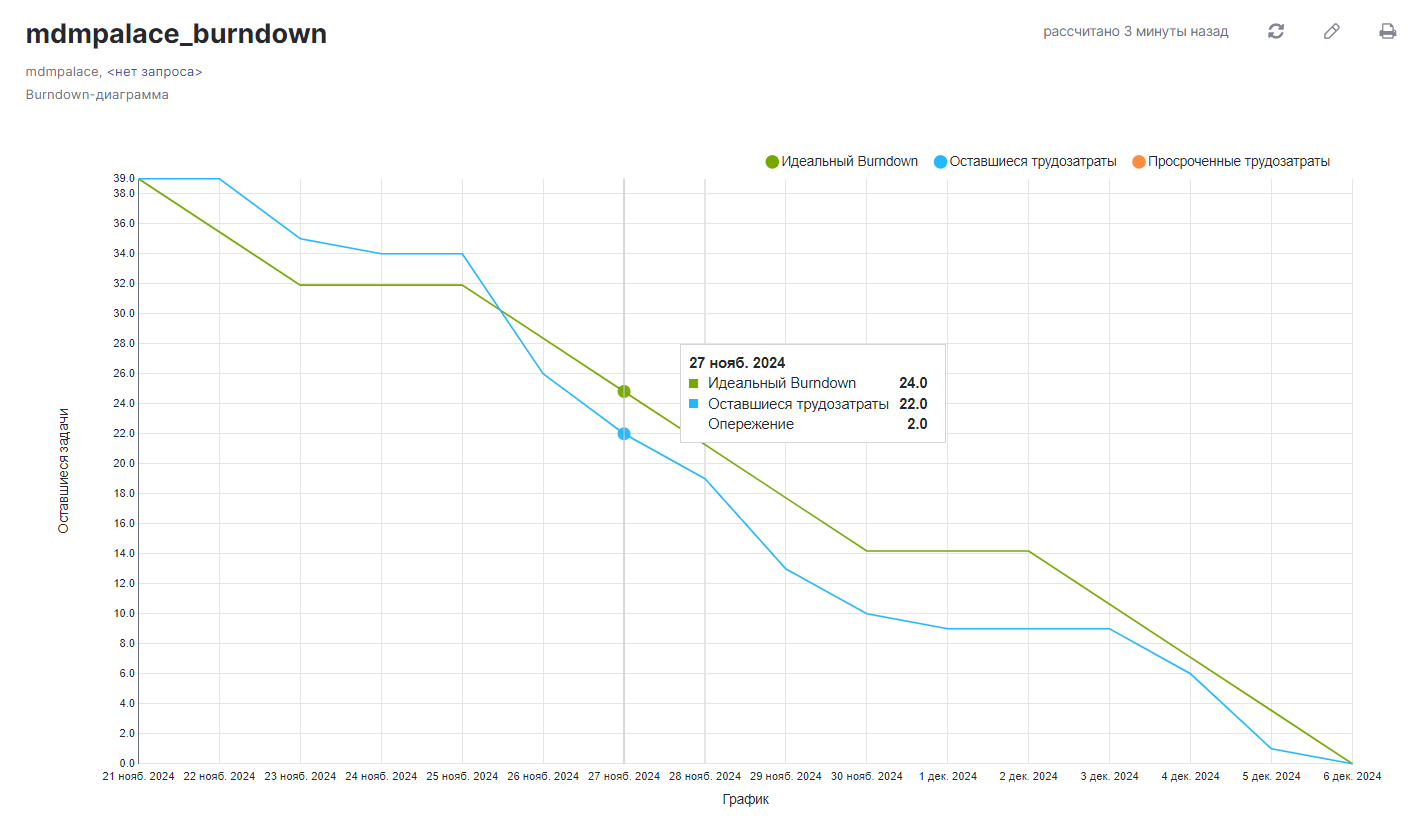 mdmpalace_burndown
рассчитано 3 минуты назад
mdmpalace, <нет запроса>
Burndown-диаграмма
Идеальный Burndown
Оставшиеся трудозатраты
Просроченные трудозатраты
39.0
38.0
36.0
34.0
32.0
30.0
28.0
26.0
24.0
22.0
20.0
18.0
16.0
14.0
12.0
10.0
8.0
6.0
4.0
2.0
0.0
Оставшиеся задачи
27 нояб. 2024
Идеальный Burndown 24.0
Оставшиеся трудозатраты 22.0
Опережение 2.0
21 нояб. 2024 22 нояб. 2024 23 нояб. 2024 24 нояб. 2024 25 нояб. 2024 26 нояб. 2024 27 нояб. 2024 28 нояб. 2024 29 нояб. 2024 30 нояб. 2024 1 дек. 2024 2 дек. 2024 3 дек. 2024 4 дек. 2024 5 дек. 2024 6 дек. 2024
График